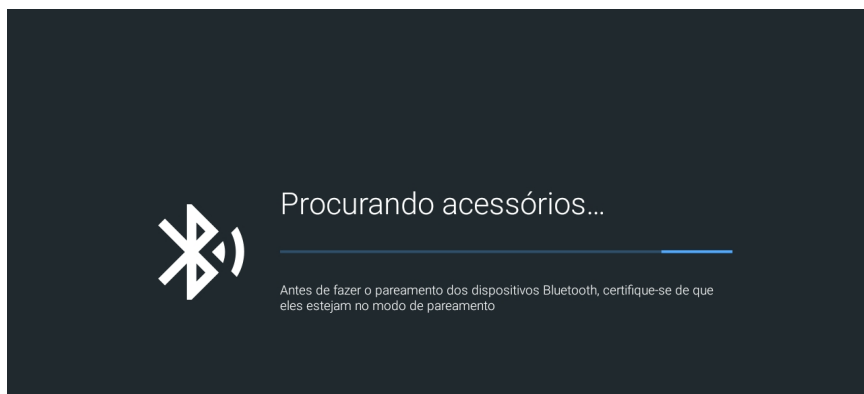 Procurando acessórios...
Antes de fazer o pareamento dos dispositivos Bluetooth, certifique-se de que
eles estejam no modo de pareamento